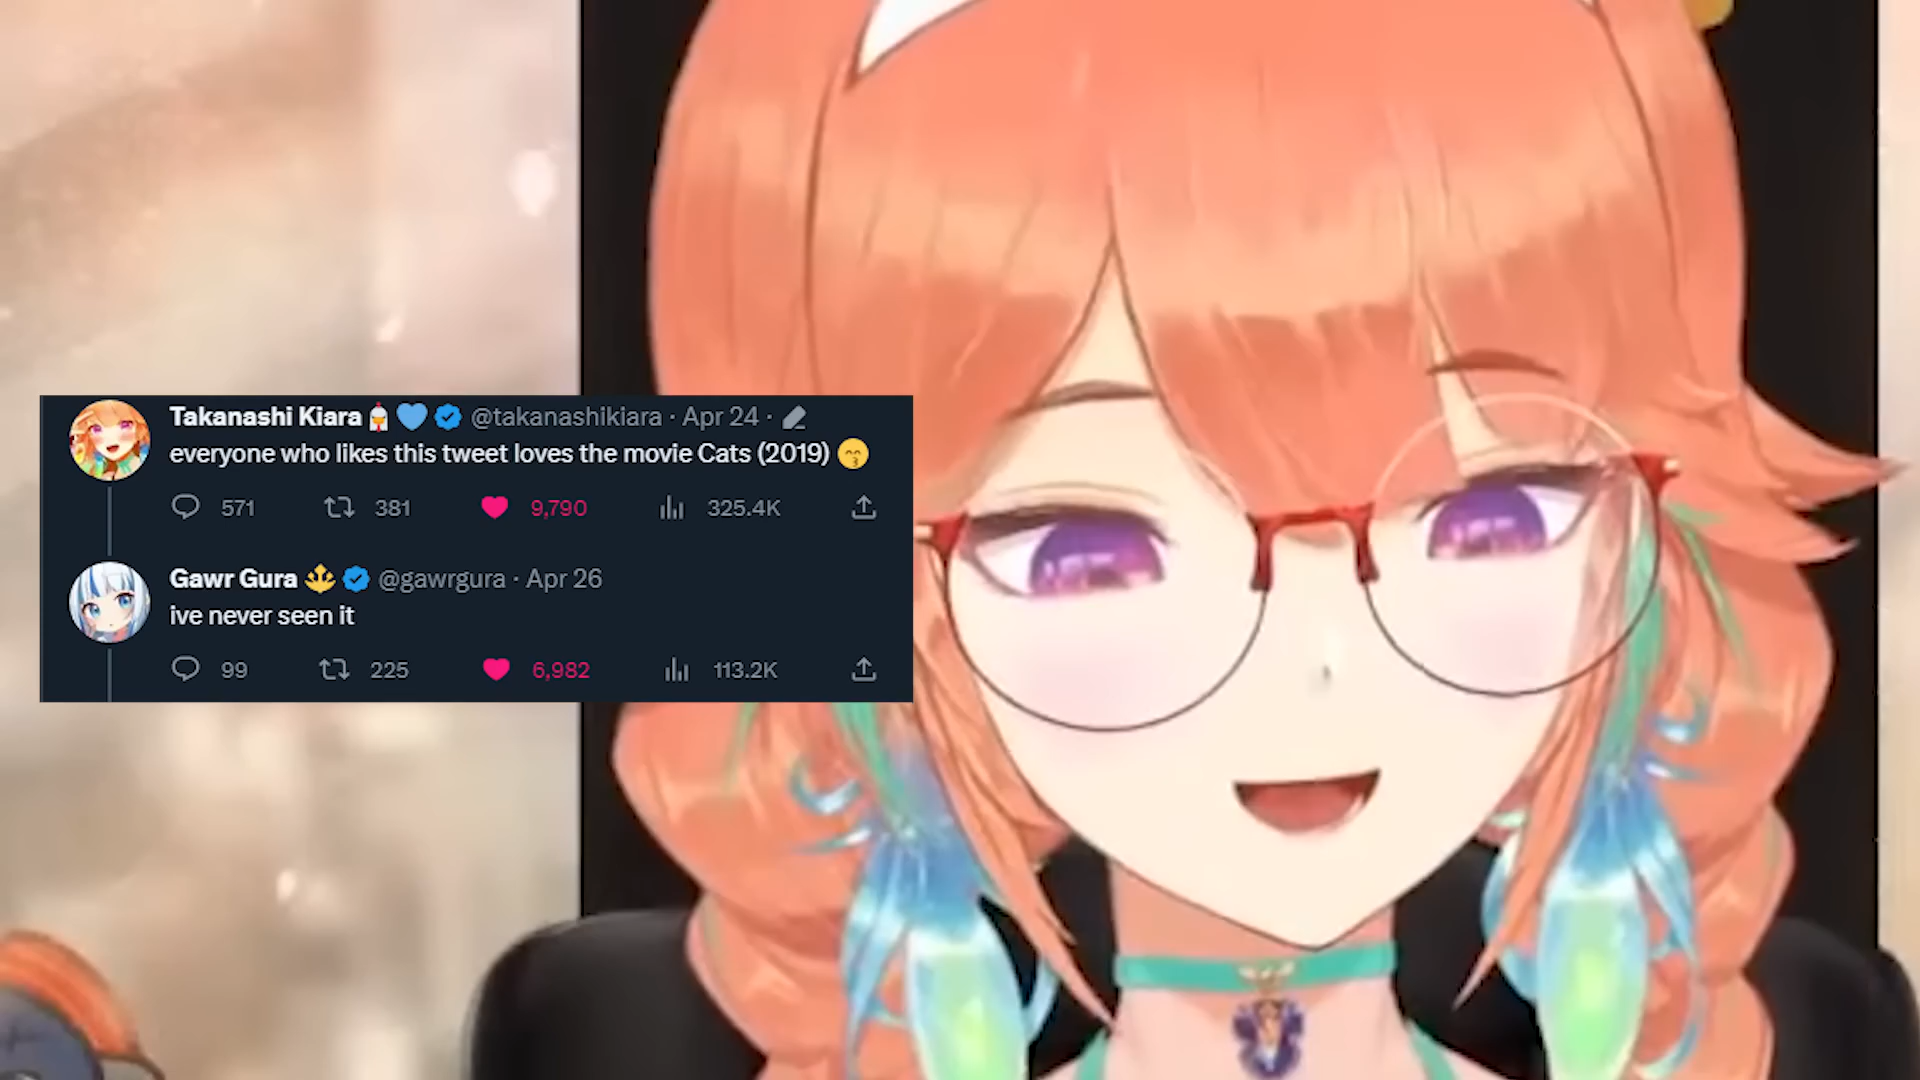 Takanashi Kiara🐔💙 @takanashikiara · Apr 24 ·
everyone who likes this tweet loves the movie Cats (2019) 😙
571 381 9,790 325.4K
Gawr Gura🔱 @gawrgura · Apr 26
ive never seen it
99 225 6,982 113.2K